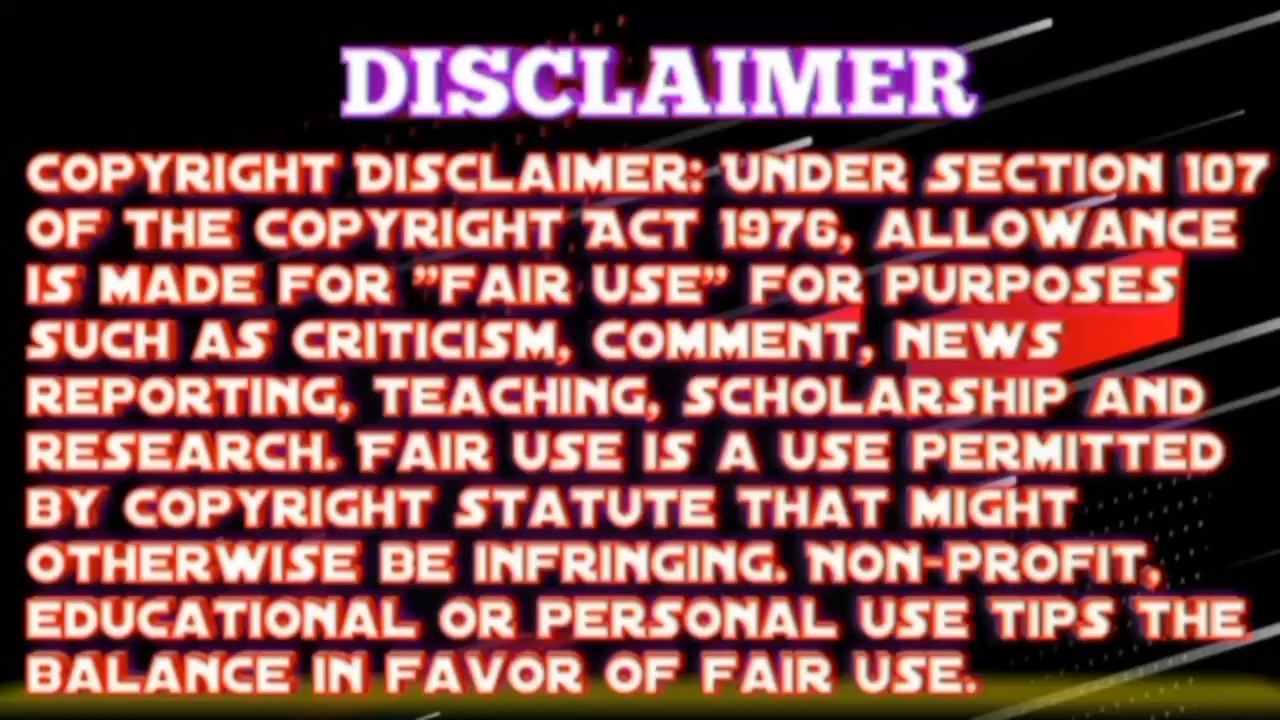 DISCLAIMER
COPYRIGHT DISCLAIMER: UNDER SECTION 107
OF THE COPYRIGHT ACT 1976, ALLOWANCE
IS MADE FOR "FAIR USE" FOR PURPOSES
SUCH AS CRITICISM, COMMENT, NEWS
REPORTING, TEACHING, SCHOLARSHIP AND
RESEARCH. FAIR USE IS A USE PERMITTED
BY COPYRIGHT STATUTE THAT MIGHT
OTHERWISE BE INFRINGING. NON-PROFIT,
EDUCATIONAL OR PERSONAL USE TIPS THE
BALANCE IN FAVOR OF FAIR USE.